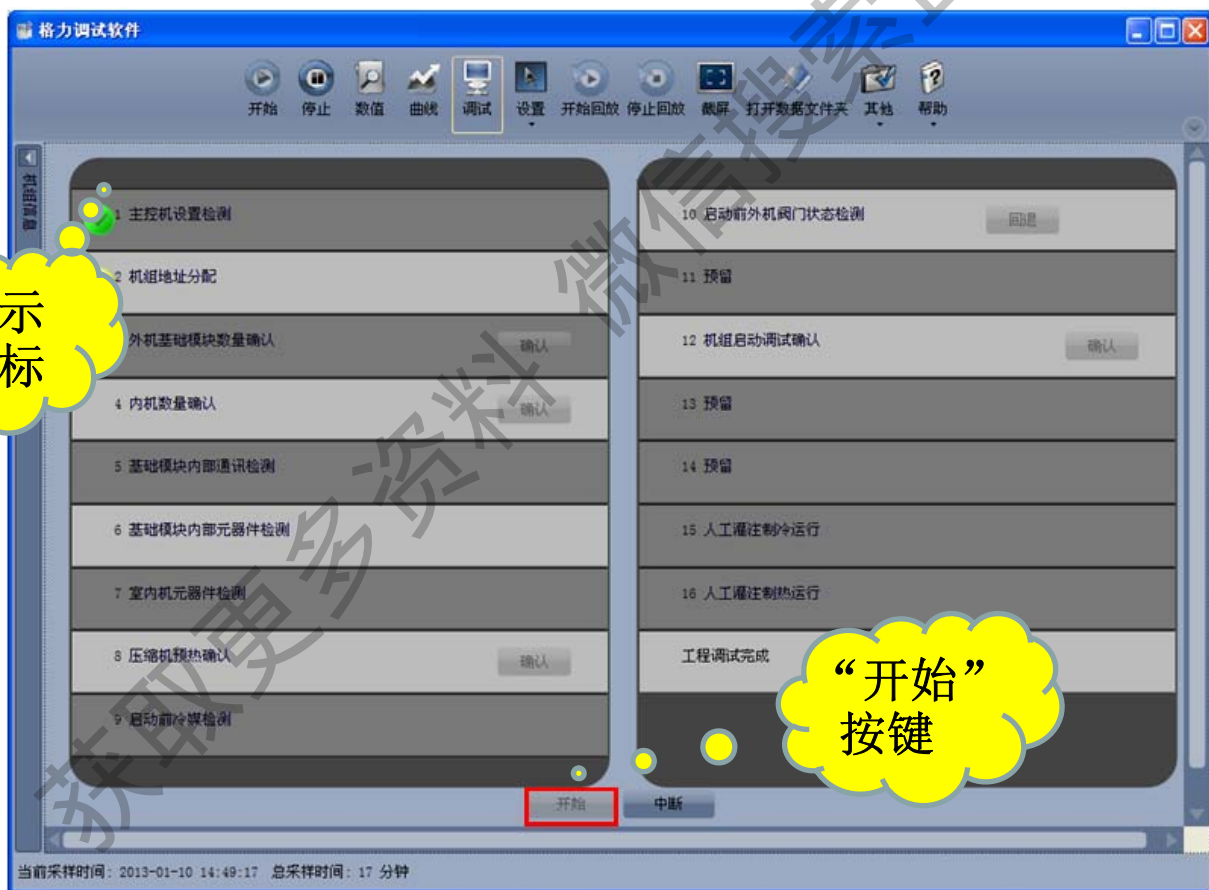 格力调试软件
开始 停止 数值 曲线 调试 设置 开始回放 停止回放 截屏 打开数据文件夹 其他 帮助
机组信息
1 主控机设置检测
2 机组地址分配
外机基础模块数量确认 确认
4 内机数量确认 确认
5 基础模块内部通讯检测
6 基础模块内部元器件检测
7 室内机元器件检测
8 压缩机预热确认 确认
9 启动前冷媒检测
10 启动前外机阀门状态检测 回退
11 预留
12 机组启动调试确认 确认
13 预留
14 预留
15 人工灌注制冷运行
16 人工灌注制热运行
工程调试完成
示
标
“开始”
按键
开始 中断
当前采样时间: 2013-01-10 14:49:17 总采样时间: 17 分钟
获取更多资料 微信搜索